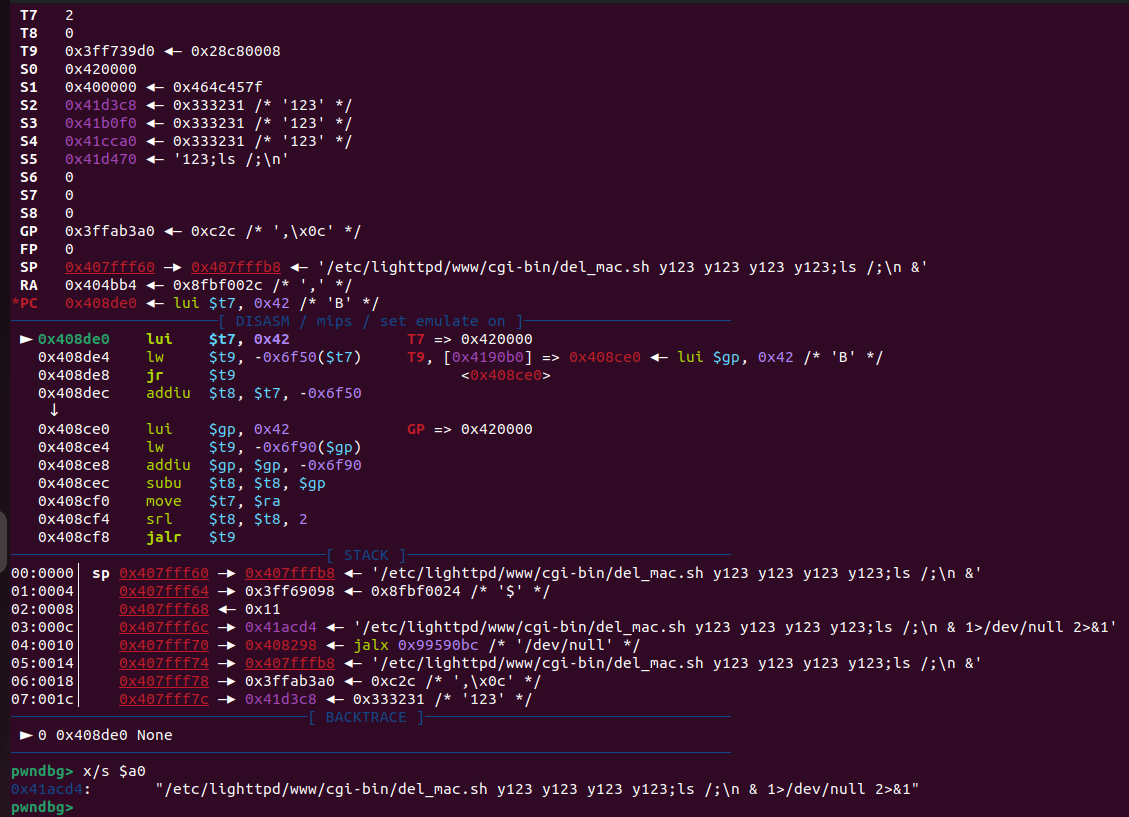 T7   2
T8   0
T9   0x3ff739d0 ◂— 0x28c80008
S0   0x420000
S1   0x400000 ◂— 0x464c457f
S2   0x41d3c8 ◂— 0x333231 /* '123' */
S3   0x41b0f0 ◂— 0x333231 /* '123' */
S4   0x41cca0 ◂— 0x333231 /* '123' */
S5   0x41d470 ◂— '123;ls /;\n'
S6   0
S7   0
S8   0
GP   0x3ffab3a0 ◂— 0xc2c /* ',\x0c' */
FP   0
SP   0x407fff60 —▸ 0x407fffb8 ◂— '/etc/lighttpd/www/cgi-bin/del_mac.sh y123 y123 y123 y123;ls /;\n &'
RA   0x404bb4 ◂— 0x8fbf002c /* ',' */
*PC   0x408de0 ◂— lui $t7, 0x42 /* 'B' */
[ DISASM / mips / set emulate on ]
► 0x408de0    lui    $t7, 0x42    T7 => 0x420000
0x408de4    lw     $t9, -0x6f50($t7)    T9, [0x4190b0] => 0x408ce0 ◂— lui $gp, 0x42 /* 'B' */
0x408de8    jr     $t9    <0x408ce0>
0x408dec    addiu  $t8, $t7, -0x6f50
↓
0x408ce0    lui    $gp, 0x42    GP => 0x420000
0x408ce4    lw     $t9, -0x6f90($gp)
0x408ce8    addiu  $gp, $gp, -0x6f90
0x408cec    subu   $t8, $t8, $gp
0x408cf0    move   $t7, $ra
0x408cf4    srl    $t8, $t8, 2
0x408cf8    jalr   $t9
[ STACK ]
00:0000│ sp 0x407fff60 —▸ 0x407fffb8 ◂— '/etc/lighttpd/www/cgi-bin/del_mac.sh y123 y123 y123 y123;ls /;\n &'
01:0004│    0x407fff64 —▸ 0x3ff69098 ◂— 0x8fbf0024 /* '$' */
02:0008│    0x407fff68 ◂— 0x11
03:000c│    0x407fff6c —▸ 0x41acd4 ◂— '/etc/lighttpd/www/cgi-bin/del_mac.sh y123 y123 y123 y123;ls /;\n & 1>/dev/null 2>&1'
04:0010│    0x407fff70 —▸ 0x408298 ◂— jalx 0x99590bc /* '/dev/null' */
05:0014│    0x407fff74 —▸ 0x407fffb8 ◂— '/etc/lighttpd/www/cgi-bin/del_mac.sh y123 y123 y123 y123;ls /;\n &'
06:0018│    0x407fff78 —▸ 0x3ffab3a0 ◂— 0xc2c /* ',\x0c' */
07:001c│    0x407fff7c —▸ 0x41d3c8 ◂— 0x333231 /* '123' */
[ BACKTRACE ]
► 0 0x408de0 None
pwndbg> x/s $a0
0x41acd4:       "/etc/lighttpd/www/cgi-bin/del_mac.sh y123 y123 y123 y123;ls /;\n & 1>/dev/null 2>&1"
pwndbg>